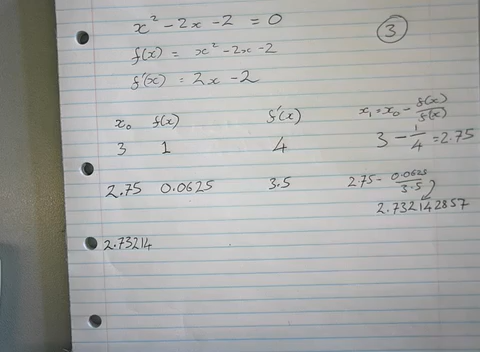 x² - 2x - 2 = 0
③
f(x) = x² - 2x - 2
f'(x) = 2x - 2
x₀ f(x) f'(x) x₁ = x₀ - f(x)/f'(x)
3 1 4 3 - 1/4 = 2.75
2.75 0.0625 3.5 2.75 - 0.0625/3.5
2.732142857
2.73214